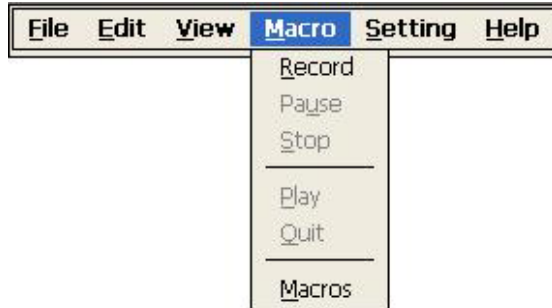 File Edit View Macro Setting Help
Record
Pause
Stop
Play
Quit
Macros